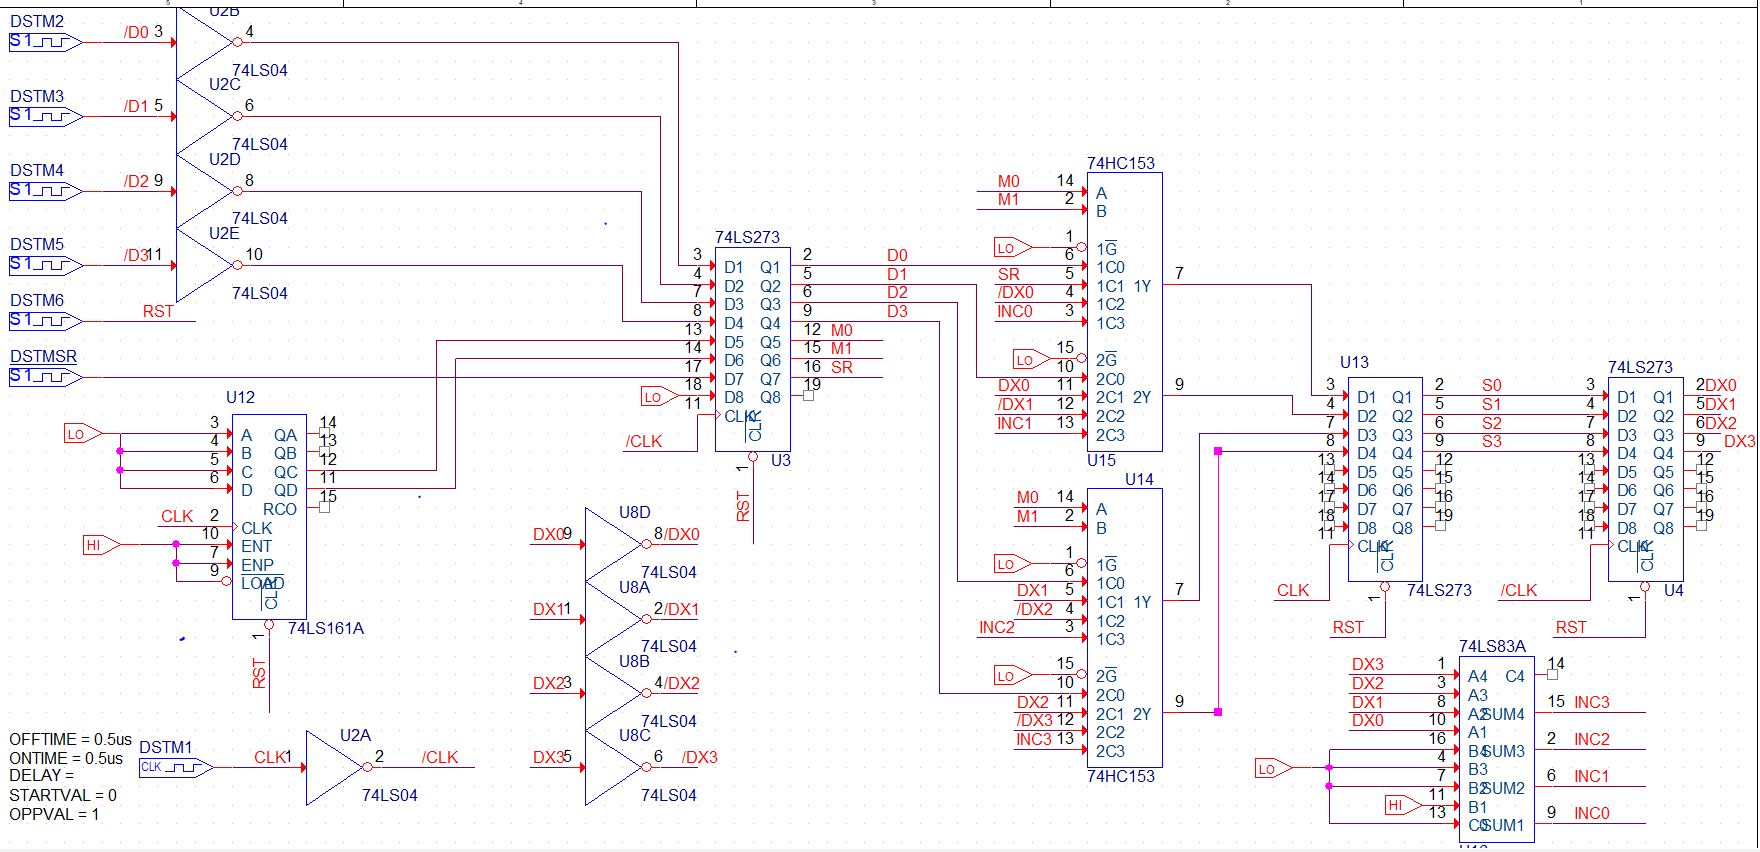 5 4 3 2 1
DSTM2
S1
/D0 3
U2B
4
74LS04
DSTM3
S1
/D1 5
U2C
6
74LS04
DSTM4
S1
/D2 9
U2D
8
74LS04
DSTM5
S1
/D3 11
U2E
10
74LS04
DSTM6
S1
RST
DSTMSR
S1
U12
LO
3 A QA 14
4 B QB 13
5 C QC 12
6 D QD 11
RCO 15
CLK 2 CLK
HI
10 ENT
7 ENP
9 LOAD
CLR
1
74LS161A
RST
OFFTIME = 0.5us
ONTIME = 0.5us
DELAY =
STARTVAL = 0
OPPVAL = 1
DSTM1
CLK
CLK 1
U2A
2 /CLK
74LS04
U8D
DX0 9
8 /DX0
74LS04
U8A
DX1 1
2 /DX1
74LS04
U8B
DX2 3
4 /DX2
74LS04
U8C
DX3 5
6 /DX3
74LS04
74LS273
3 D1 Q1 2 D0
4 D2 Q2 5 D1
7 D3 Q3 6 D2
8 D4 Q4 9 D3
13 D5 Q5 12 M0
14 D6 Q6 15 M1
17 D7 Q7 16 SR
LO 18 D8 Q8 19
/CLK 11 CLK
CLR
U3
1
RST
74HC153
M0 14 A
M1 2 B
LO 1 1G
6 1C0
SR 5 1C1 1Y 7
/DX0 4 1C2
INC0 3 1C3
LO 15 2G
10 2C0
DX0 11 2C1 2Y 9
/DX1 12 2C2
INC1 13 2C3
U15
U14
M0 14 A
M1 2 B
LO 1 1G
6 1C0
DX1 5 1C1 1Y 7
/DX2 4 1C2
INC2 3 1C3
LO 15 2G
10 2C0
DX2 11 2C1 2Y 9
/DX3 12 2C2
INC3 13 2C3
74HC153
U13
3 D1 Q1 2 S0
4 D2 Q2 5 S1
7 D3 Q3 6 S2
8 D4 Q4 9 S3
13 D5 Q5 12
14 D6 Q6 15
17 D7 Q7 16
18 D8 Q8 19
CLK 11 CLK
CLR
1
74LS273
RST
74LS273
3 D1 Q1 2 DX0
4 D2 Q2 5 DX1
7 D3 Q3 6 DX2
8 D4 Q4 9 DX3
13 D5 Q5 12
14 D6 Q6 15
17 D7 Q7 16
18 D8 Q8 19
/CLK 11 CLK
CLR
1
U4
RST
74LS83A
DX3 1 A4 C4 14
DX2 3 A3
DX1 8 A2 SUM4 15 INC3
DX0 10 A1
16 B4 SUM3 2 INC2
LO 4 B3
7 B2 SUM2 6 INC1
HI 11 B1
13 C0 SUM1 9 INC0